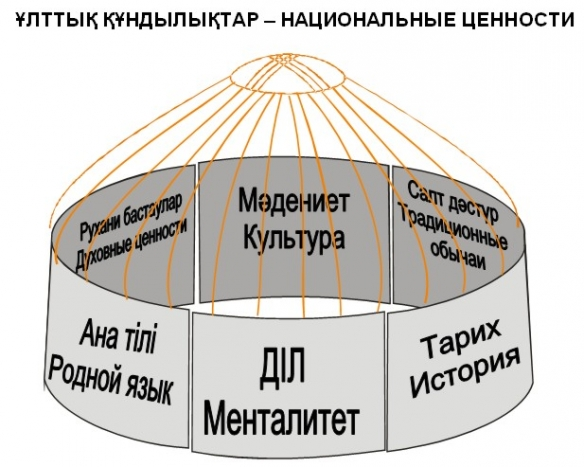 ҰЛТТЫҚ ҚҰНДЫЛЫҚТАР – НАЦИОНАЛЬНЫЕ ЦЕННОСТИ
Рухани бастаулар
Духовные ценности
Мәдениет
Культура
Салт дәстүр
Традиционные
обычаи
Ана тілі
Родной язык
ДІЛ
Менталитет
Тарих
История